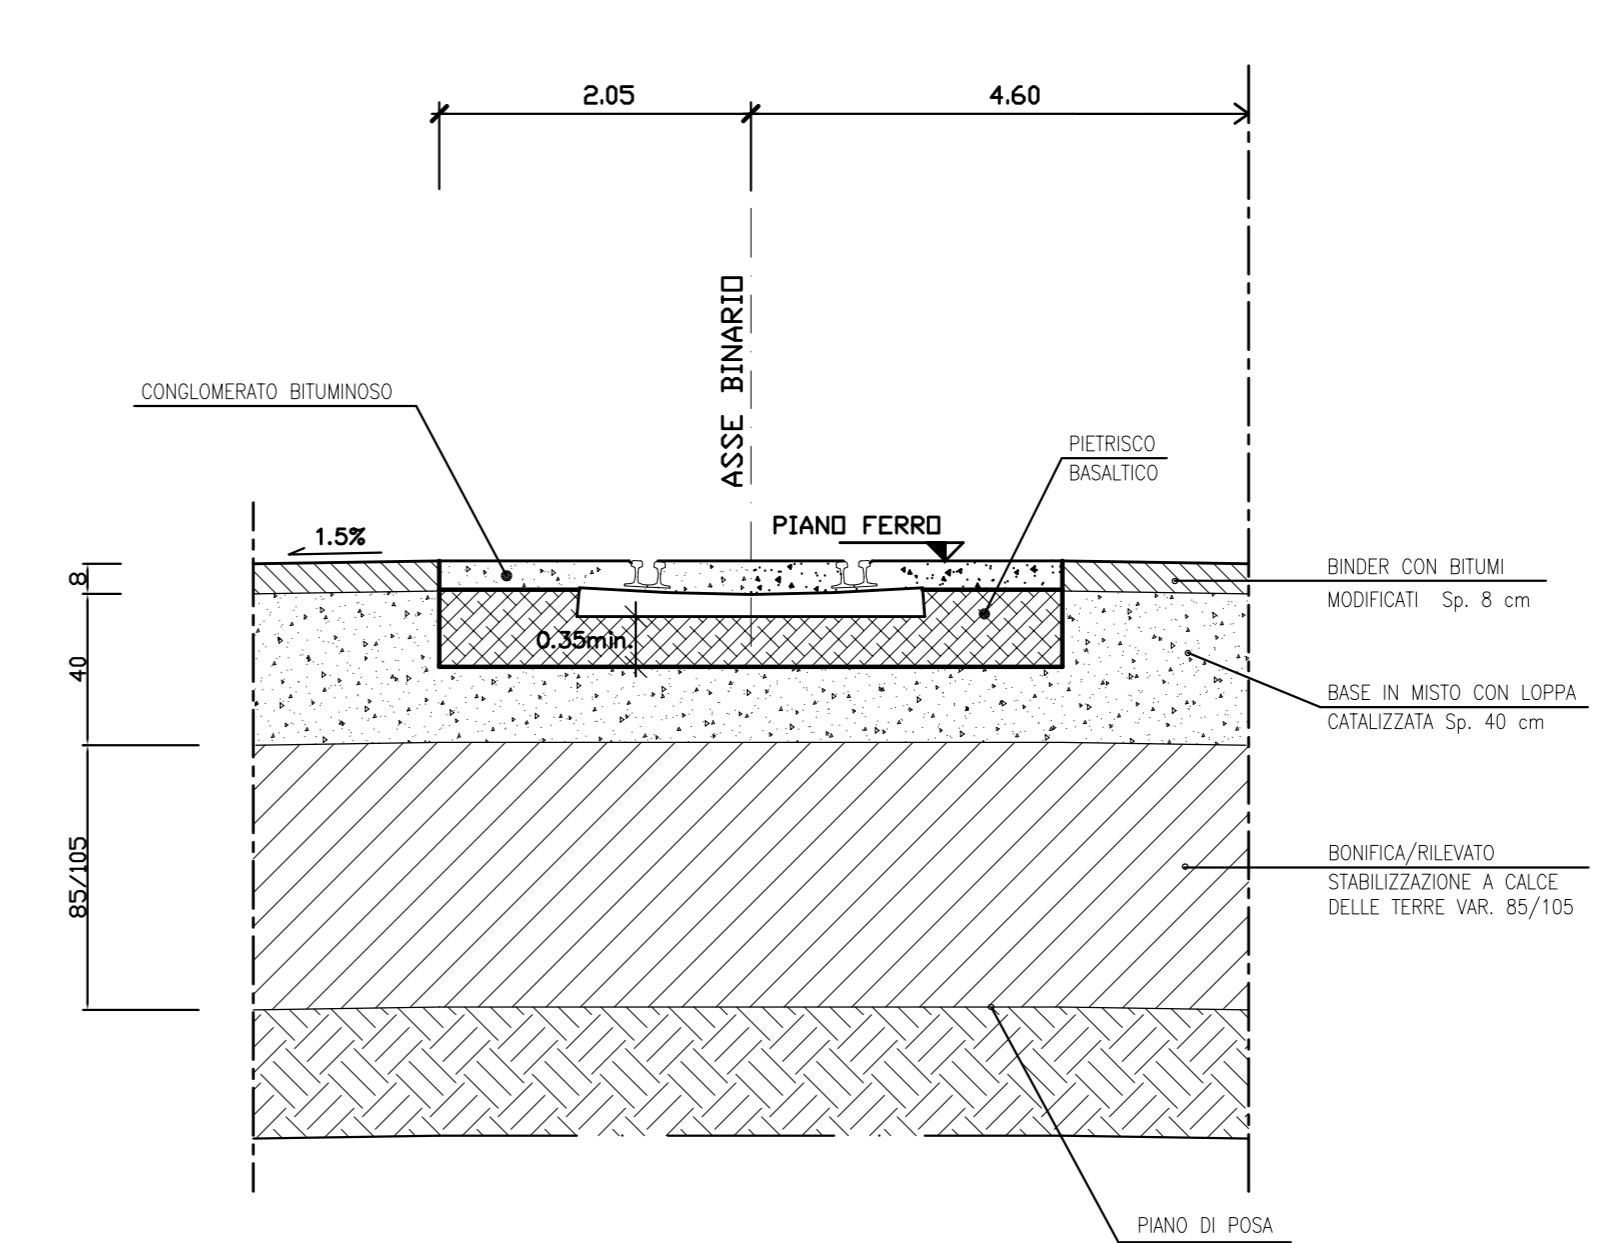 2.05
4.60
ASSE BINARIO
CONGLOMERATO BITUMINOSO
PIETRISCO
BASALTICO
1.5%
PIANO FERRO
8
BINDER CON BITUMI
MODIFICATI Sp. 8 cm
0.35min.
40
BASE IN MISTO CON LOPPA
CATALIZZATA Sp. 40 cm
85/105
BONIFICA/RILEVATO
STABILIZZAZIONE A CALCE
DELLE TERRE VAR. 85/105
PIANO DI POSA